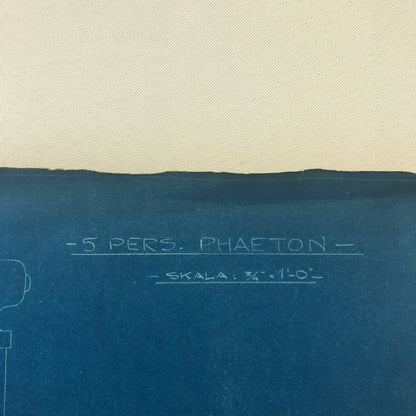 - 5 PERS. PHAETON -
- SKALA: ¾" = 1'-0" -